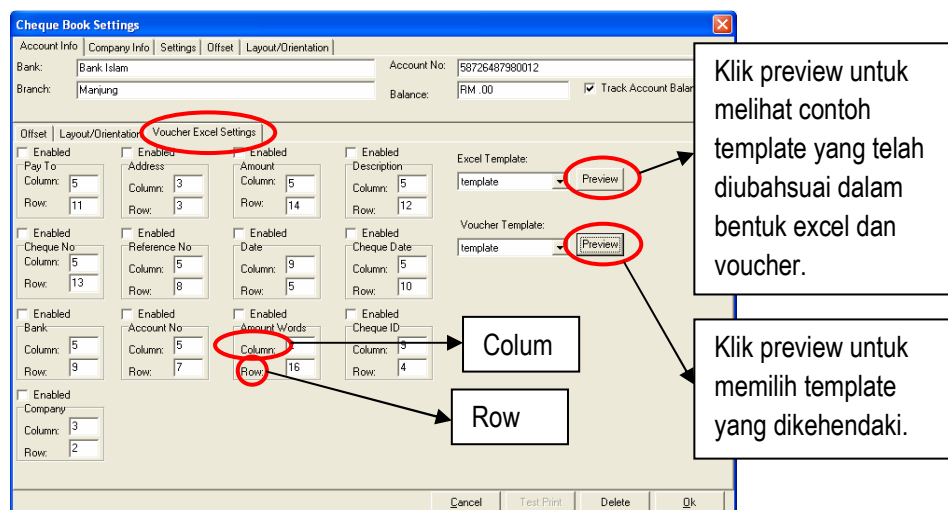 Cheque Book Settings
Account Info Company Info Settings Offset Layout/Orientation
Bank: Bank Islam Account No: 58726487980012
Branch: Manjung Balance: RM .00 Track Account Balan
Offset Layout/Orientation Voucher Excel Settings
Enabled Enabled Enabled Enabled
Pay To Address Amount Description
Column: 5 Column: 3 Column: 5 Column: 5
Row: 11 Row: 3 Row: 14 Row: 12
Excel Template:
template Preview
Voucher Template:
template Preview
Enabled Enabled Enabled Enabled
Cheque No Reference No Date Cheque Date
Column: 5 Column: 5 Column: 9 Column: 5
Row: 13 Row: 8 Row: 5 Row: 10
Enabled Enabled Enabled Enabled
Bank Account No Amount Words Cheque ID
Column: 5 Column: 5 Column: Column: 9
Row: 9 Row: 7 Row: 16 Row: 4
Enabled
Company
Column: 3
Row: 2
Cancel Test Print Delete Ok
Colum
Row
Klik preview untuk
melihat contoh
template yang telah
diubahsuai dalam
bentuk excel dan
voucher.
Klik preview untuk
memilih template
yang dikehendaki.